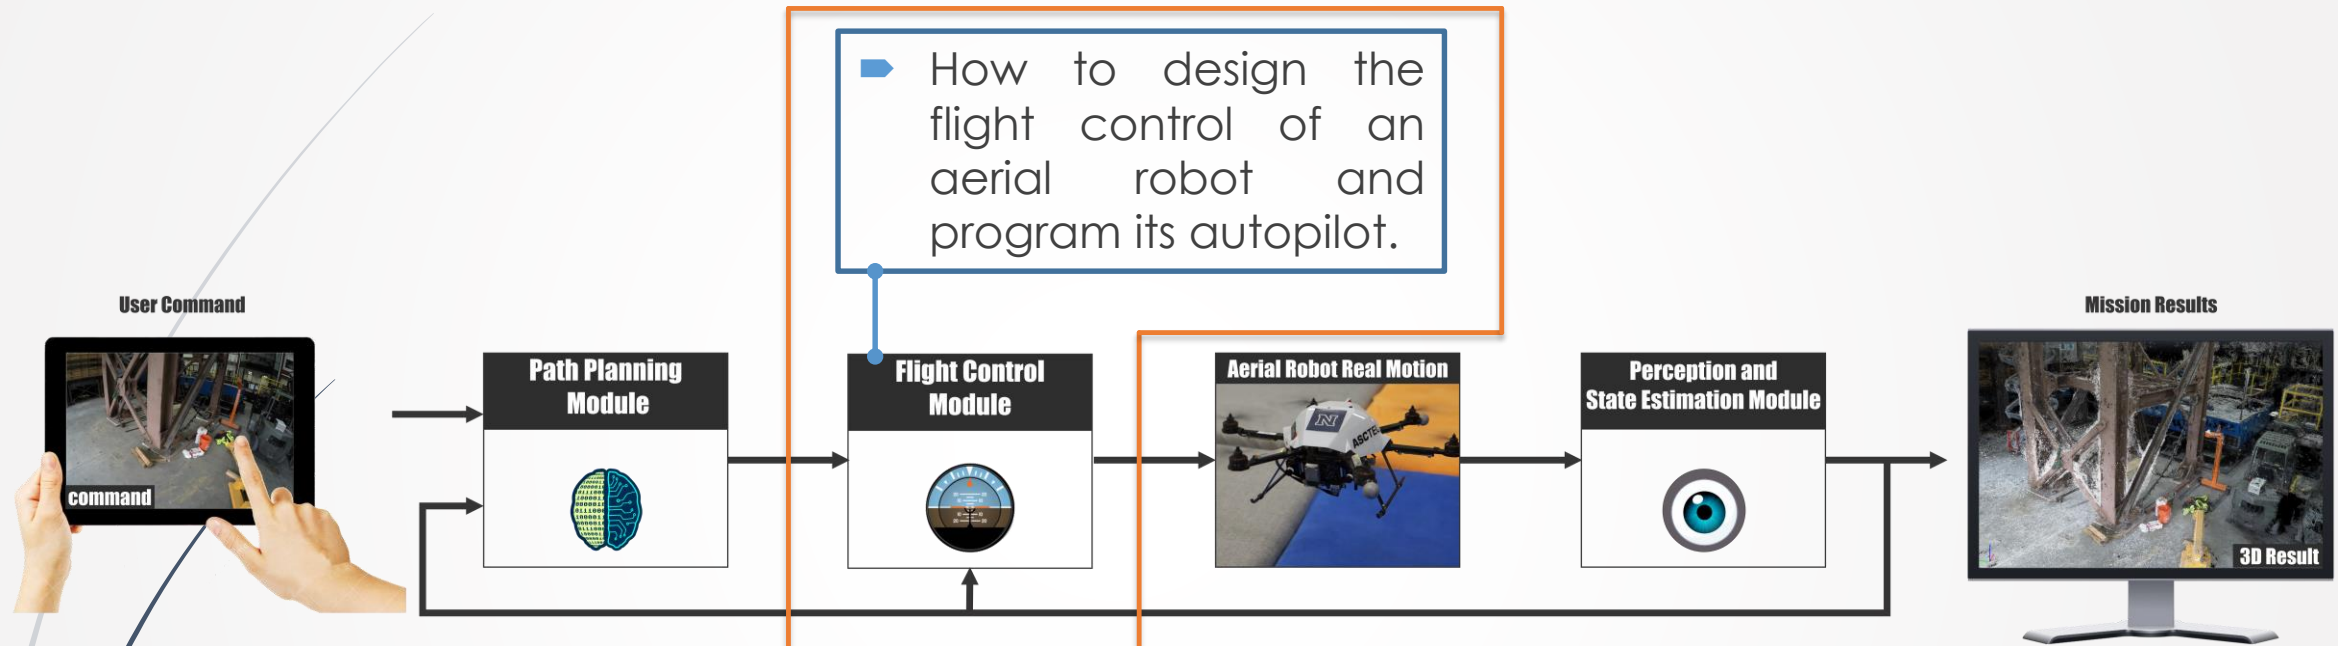 How to design the
flight control of an
aerial robot and
program its autopilot.
User Command
Mission Results
command
Path Planning
Module
Flight Control
Module
Aerial Robot Real Motion
N
ASCTEC
Perception and
State Estimation Module
3D Result